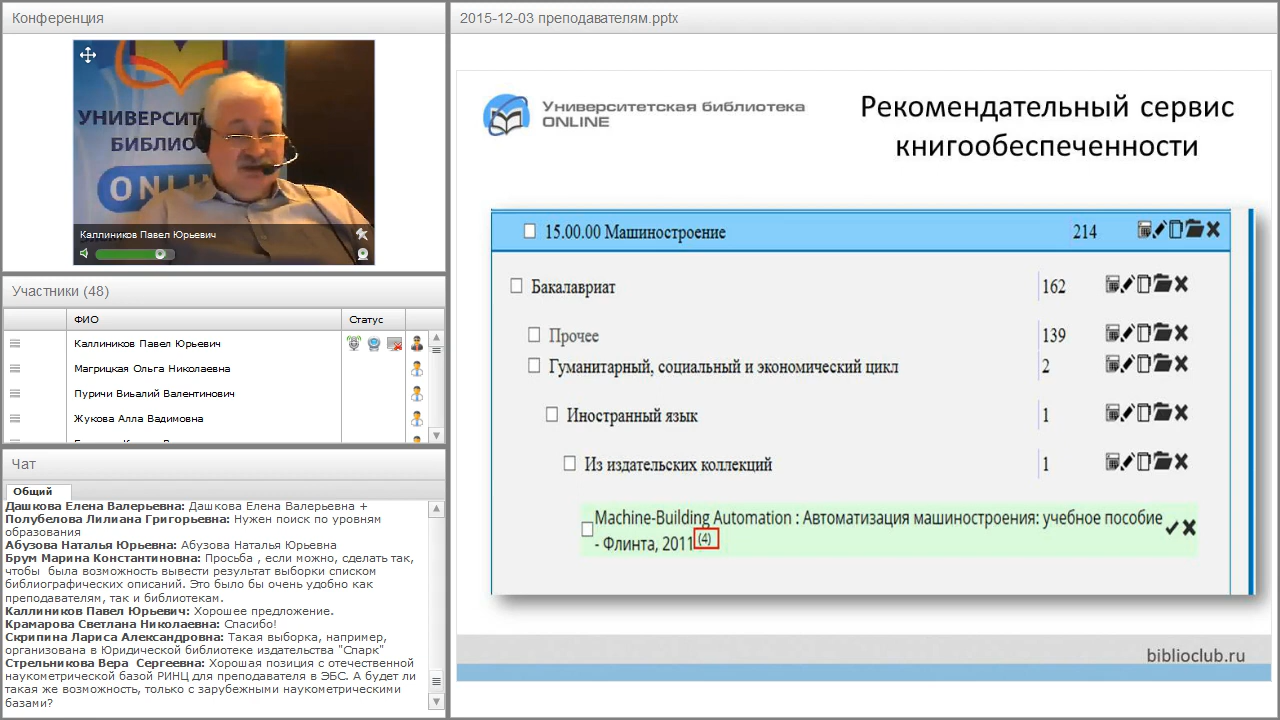 Конференция
УНИВЕРСИТ
БИБЛИО
ONLI
Каллиников Павел Юрьевич
Участники (48)
ФИО
Статус
Каллиников Павел Юрьевич
Магрицкая Ольга Николаевна
Пуричи Виьалий Валентинович
Жукова Алла Вадимовна
Чат
Общий
Дашкова Елена Валерьевна: Дашкова Елена Валерьевна +
Полубелова Лилиана Григорьевна: Нужен поиск по уровням
образования
Абузова Наталья Юрьевна: Абузова Наталья Юрьевна
Брум Марина Константиновна: Просьба , если можно, сделать так,
чтобы была возможность вывести результат выборки списком
библиографических описаний. Это было бы очень удобно как
преподавателям, так и библиотекам.
Каллиников Павел Юрьевич: Хорошее предложение.
Крамарова Светлана Николаевна: Спасибо!
Скрипина Лариса Александровна: Такая выборка, например,
организована в Юридической библиотеке издательства "Спарк"
Стрельникова Вера Сергеевна: Хорошая позиция с отечественной
наукометрической базой РИНЦ для преподавателя в ЭБС. А будет ли
такая же возможность, только с зарубежными наукометрическими
базами?
2015-12-03 преподавателям.pptx
Университетская библиотека
ONLINE
Рекомендательный сервис
книгообеспеченности
15.00.00 Машиностроение 214
Бакалавриат 162
Прочее 139
Гуманитарный, социальный и экономический цикл 2
Иностранный язык 1
Из издательских коллекций 1
Machine-Building Automation : Автоматизация машиностроения: учебное пособие
- Флинта, 2011 (4)
biblioclub.ru